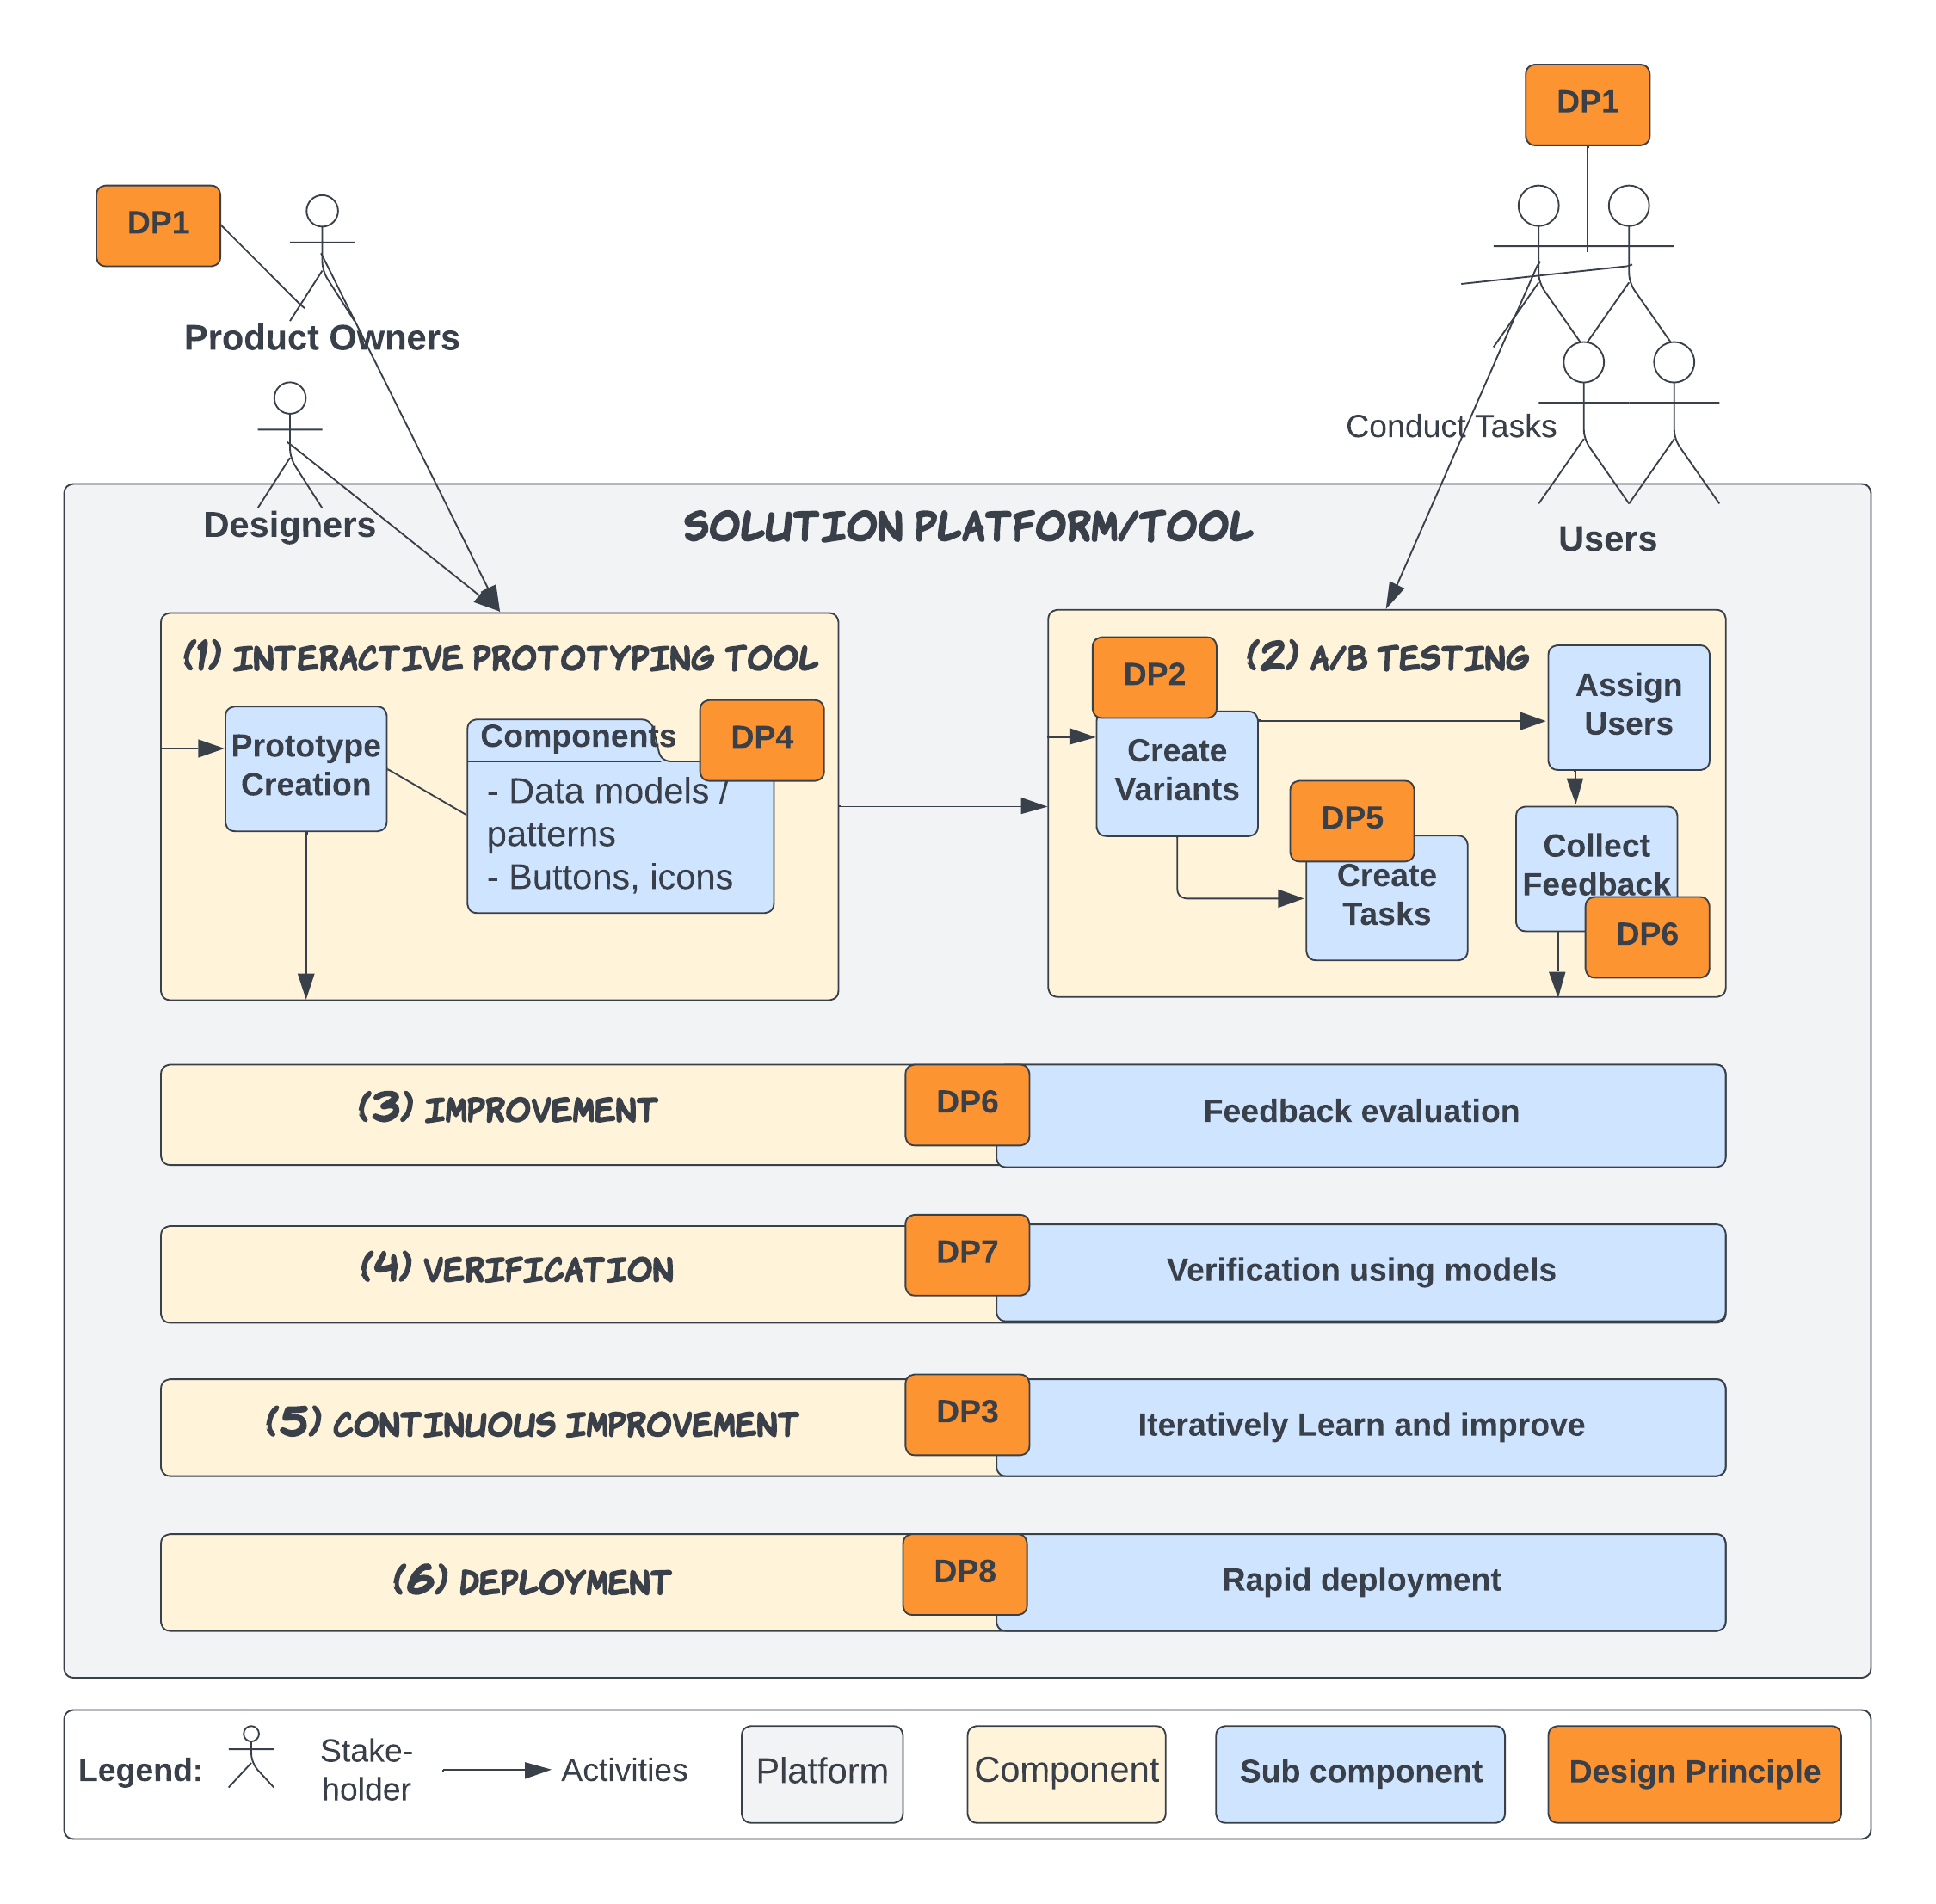 DP1
DP1
Product Owners
Conduct Tasks
Designers
SOLUTION PLATFORM/TOOL
Users
(1) INTERACTIVE PROTOTYPING TOOL
Prototype
Creation
Components
- Data models /
patterns
- Buttons, icons
DP4
DP2
(2) A/B TESTING
Assign
Users
Create
Variants
DP5
Create
Tasks
Collect
Feedback
DP6
(3) IMPROVEMENT
DP6
Feedback evaluation
(4) VERIFICATION
DP7
Verification using models
(5) CONTINUOUS IMPROVEMENT
DP3
Iteratively Learn and improve
(6) DEPLOYMENT
DP8
Rapid deployment
Legend:
Stake-
holder
Activities
Platform
Component
Sub component
Design Principle